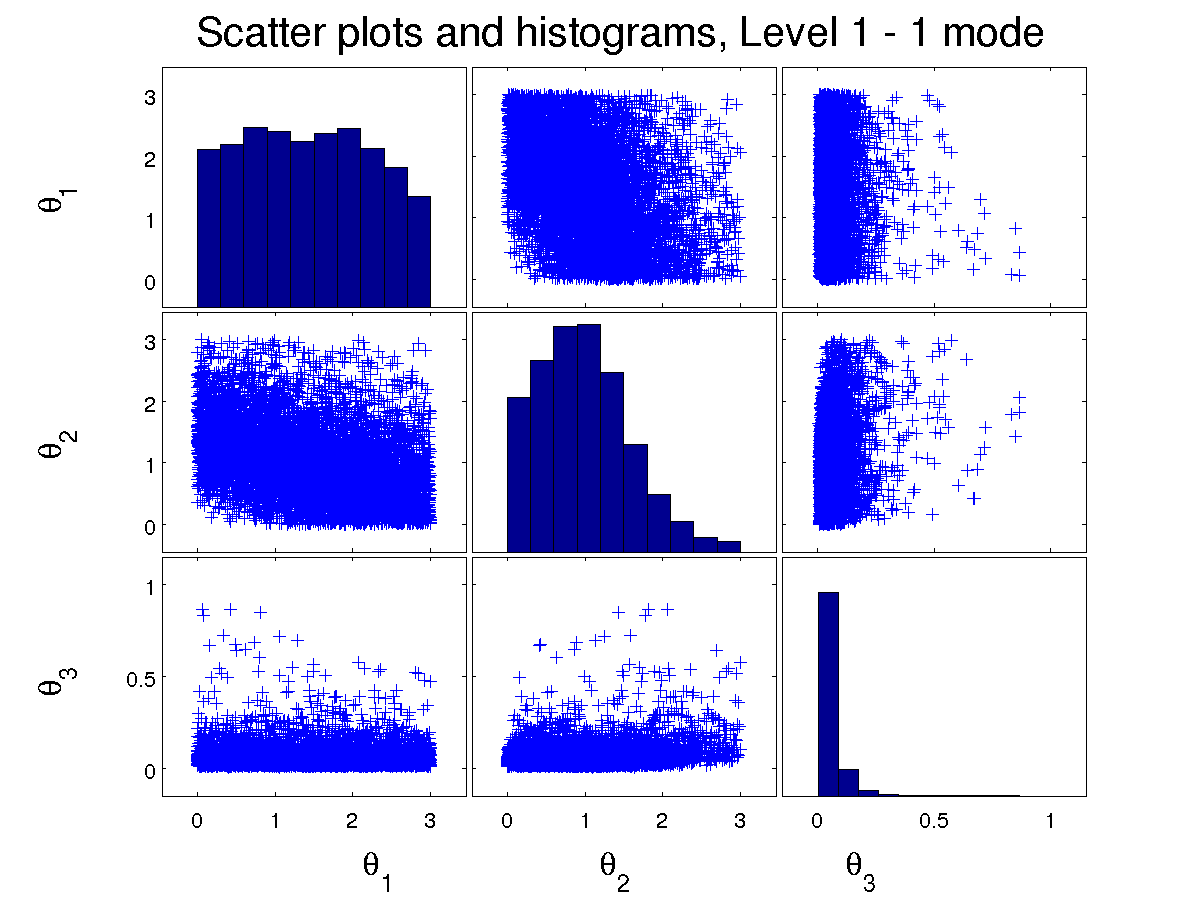 Scatter plots and histograms, Level 1 - 1 mode
3
2
1
0
θ1
3
2
1
0
θ2
1
0.5
0
θ3
0 1 2 3 0 1 2 3 0 0.5 1
θ1 θ2 θ3